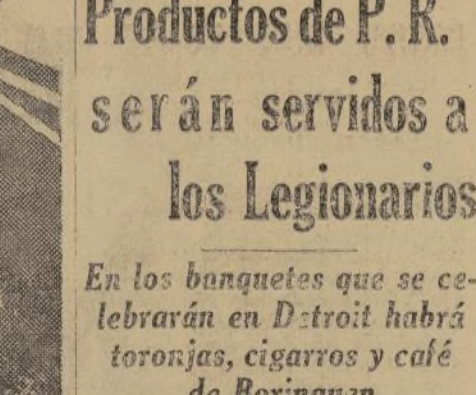 Productos de P. R.
serán servidos a
los Legionarios
En los banquetes que se ce-
lebrarán en Detroit habrá
toronjas, cigarros y café
de Borinquen